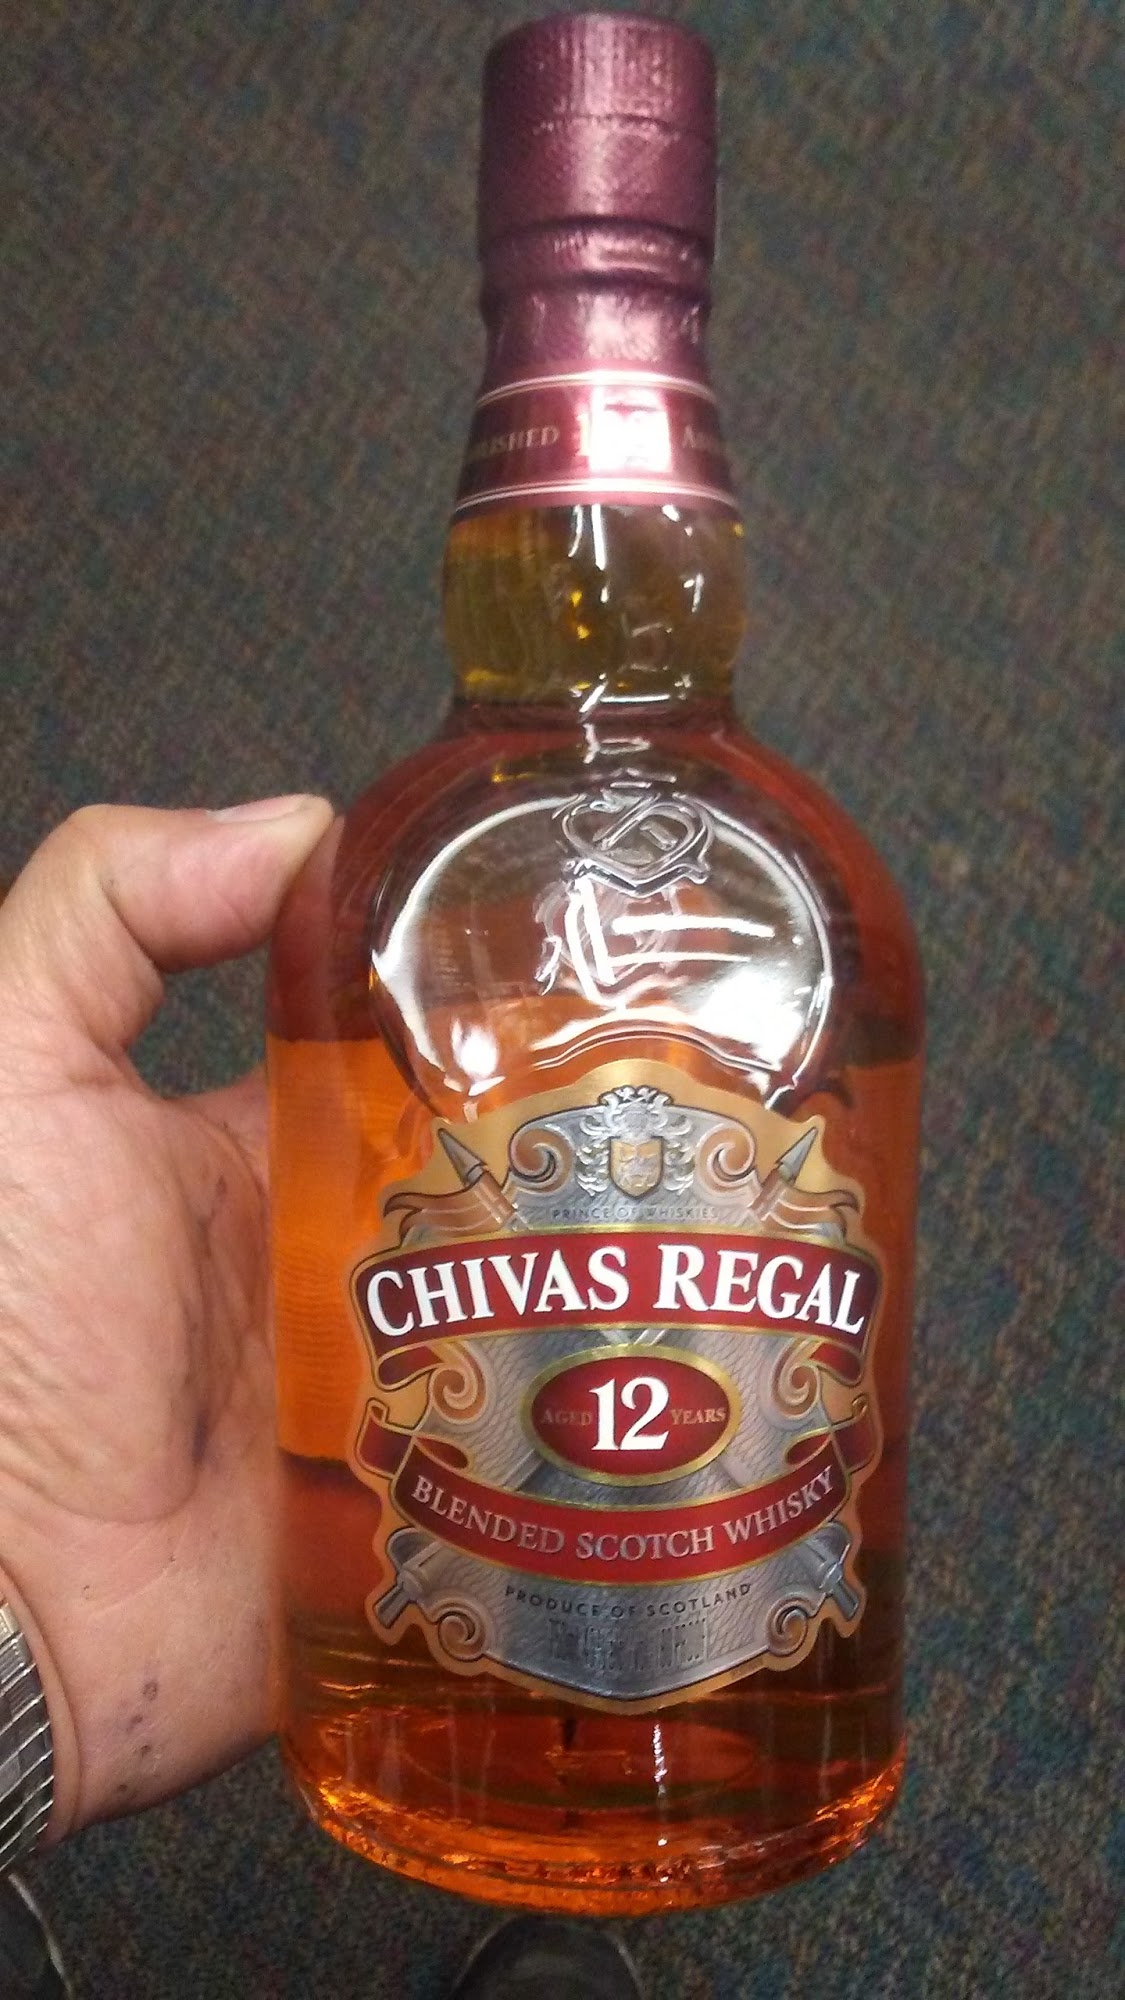 PRINCE OF WHISKIES
CHIVAS REGAL
AGED 12 YEARS
BLENDED SCOTCH WHISKY
PRODUCE OF SCOTLAND